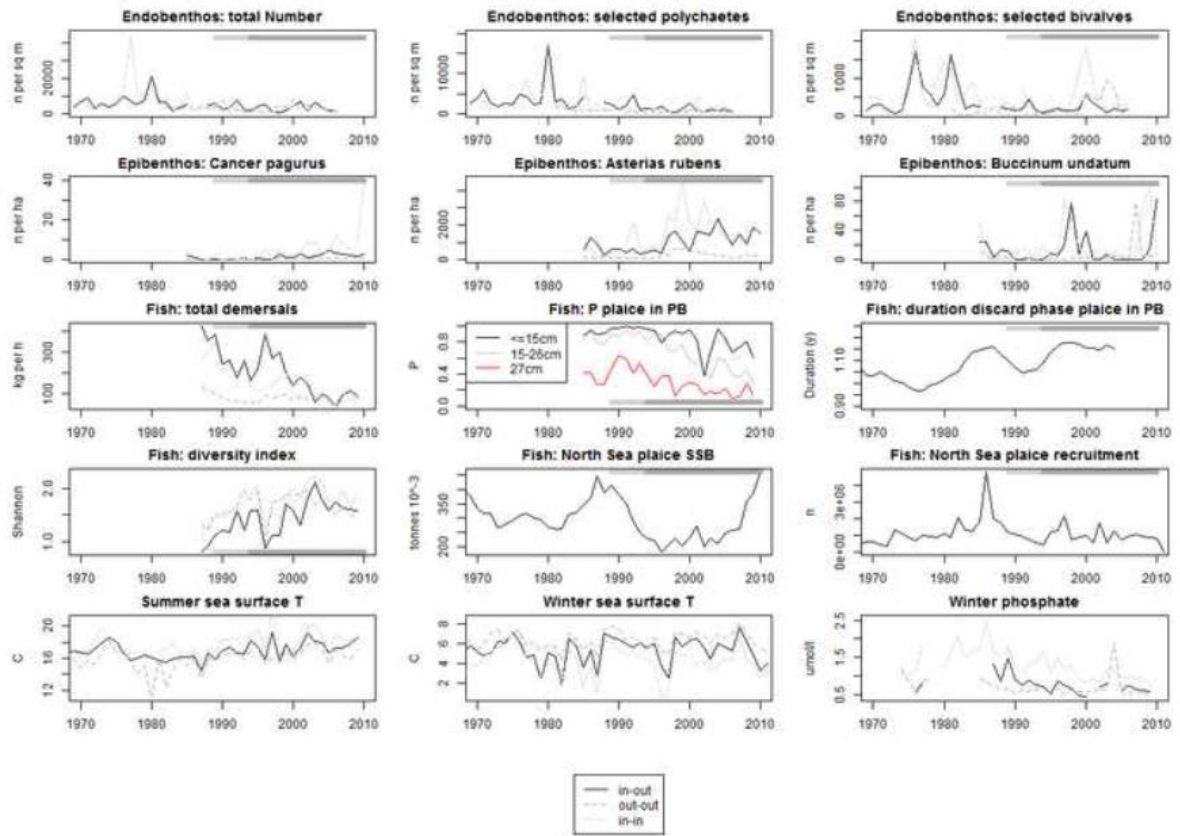 Endobenthos: total Number
Endobenthos: selected polychaetes
Endobenthos: selected bivalves
n per sq m
0 20000
1970 1980 1990 2000 2010
n per sq m
0 10000
1970 1980 1990 2000 2010
n per sq m
0 1000
1970 1980 1990 2000 2010
Epibenthos: Cancer pagurus
Epibenthos: Asterias rubens
Epibenthos: Buccinum undatum
n per ha
0 20 40
1970 1980 1990 2000 2010
n per ha
0 2000
1970 1980 1990 2000 2010
n per ha
0 40 80
1970 1980 1990 2000 2010
Fish: total demersals
Fish: P plaice in PB
Fish: duration discard phase plaice in PB
kg per h
100 300
1970 1980 1990 2000 2010
P
0.0 0.4 0.8
<=15cm
15-26cm
27cm
1970 1980 1990 2000 2010
Duration (y)
0.90 1.10
1970 1980 1990 2000 2010
Fish: diversity index
Fish: North Sea plaice SSB
Fish: North Sea plaice recruitment
Shannon
1.0 2.0
1970 1980 1990 2000 2010
tonnes 10^-3
200 350
1970 1980 1990 2000 2010
n
0e+00 3e+06
1970 1980 1990 2000 2010
Summer sea surface T
Winter sea surface T
Winter phosphate
C
12 16 20
1970 1980 1990 2000 2010
C
2 4 6 8
1970 1980 1990 2000 2010
umol/l
0.5 1.5 2.5
1970 1980 1990 2000 2010
in-out
out-out
in-in